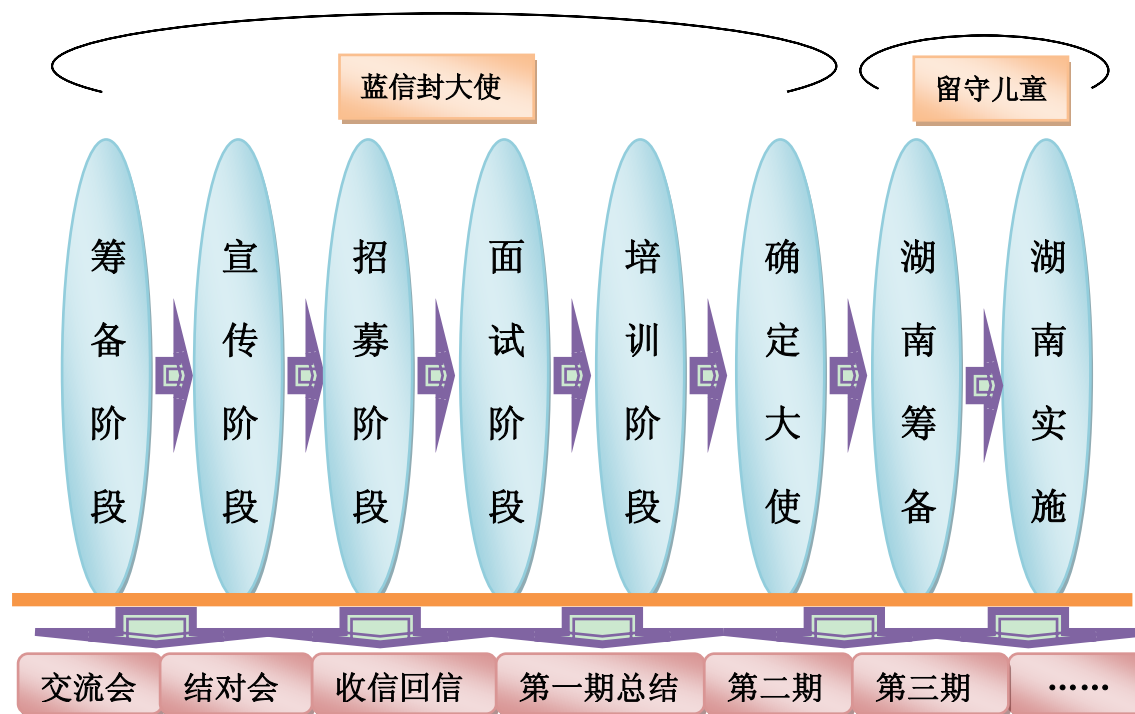 蓝信封大使
留守儿童
筹备阶段
宣传阶段
招募阶段
面试阶段
培训阶段
确定大使
湖南筹备
湖南实施
交流会
结对会
收信回信
第一期总结
第二期
第三期
……